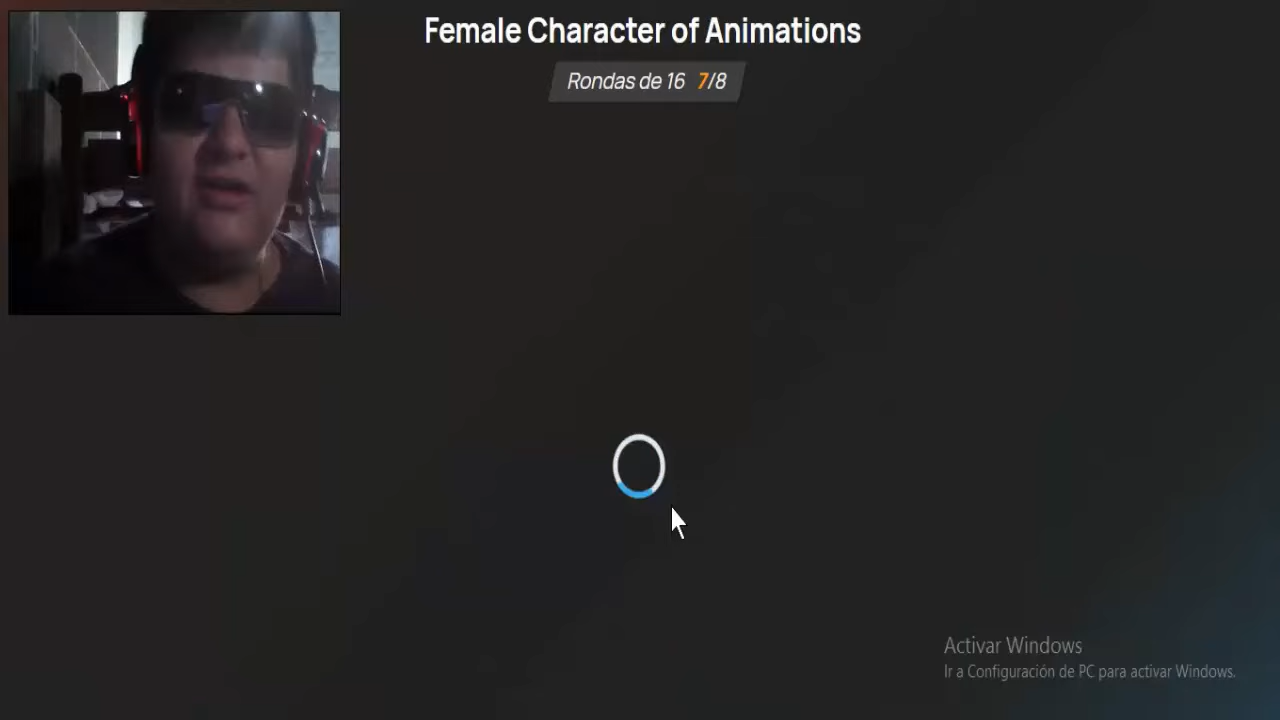 Female Character of Animations
Rondas de 16 7/8
Activar Windows
Ir a Configuración de PC para activar Windows.